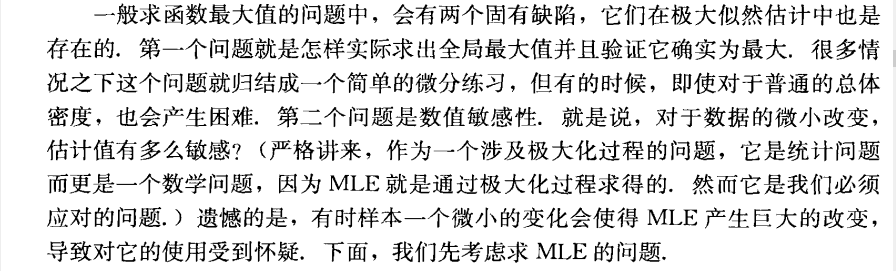 一般求函数最大值的问题中，会有两个固有缺陷，它们在极大似然估计中也是
存在的．第一个问题就是怎样实际求出全局最大值并且验证它确实为最大．很多情
况之下这个问题就归结成一个简单的微分练习，但有的时候，即使对于普通的总体
密度，也会产生困难．第二个问题是数值敏感性．就是说，对于数据的微小改变，
估计值有多么敏感？（严格讲来，作为一个涉及极大化过程的问题，它是统计问题
而更是一个数学问题，因为 MLE 就是通过极大化过程求得的．然而它是我们必须
应对的问题．）遗憾的是，有时样本一个微小的变化会使得 MLE 产生巨大的改变，
导致对它的使用受到怀疑．下面，我们先考虑求 MLE 的问题．